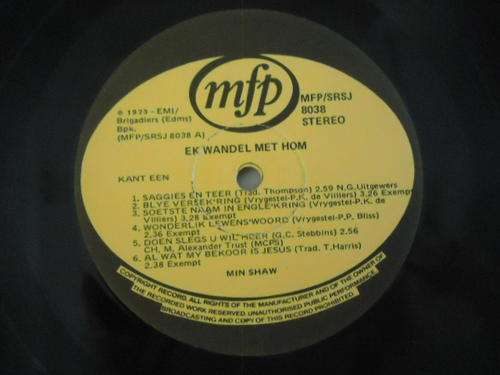 mfp
MFP/SRSJ
8038
STEREO
℗ 1973 - EMI/
Brigadiers (Edms)
Bpk.
(MFP/SRSJ 8038 A)
EK WANDEL MET HOM
KANT EEN
1. SAGGIES EN TEER (Trad. Thompson) 2.59 N.G. Uitgewers
2. BLYE VERSEK'RING (Vrygestel-P.K. de Villiers) 3.16 Exempt
3. SOETSTE NAAM IN ENGLE'KRING (Vrygestel-P.K. de
Villiers) 3.28 Exempt
4. WONDERLIK LEWENSWOORD (Vrygestel-P.P. Bliss)
2.36 Exempt
5. DOEN SLEGS U WIL HEER (G.C. Stebbins) 2.56
CH. M. Alexander Trust (MCPS)
6. AL WAT MY BEKOOR IS JESUS (Trad. T. Harris)
2.38 Exempt
MIN SHAW
COPYRIGHT RECORD. ALL RIGHTS OF THE MANUFACTURER AND OF THE OWNER OF
THE RECORDED WORK RESERVED. UNAUTHORISED PUBLIC PERFORMANCE,
BROADCASTING AND COPY OF THIS RECORD PROHIBITED.